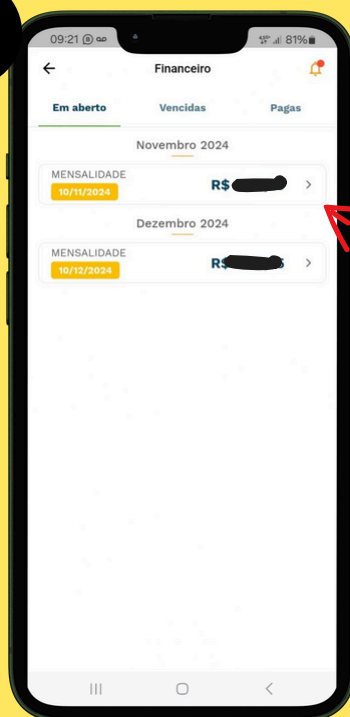 09:21 81%
Financeiro
Em aberto Vencidas Pagas
Novembro 2024
MENSALIDADE
10/11/2024
R$
Dezembro 2024
MENSALIDADE
10/12/2024
R$